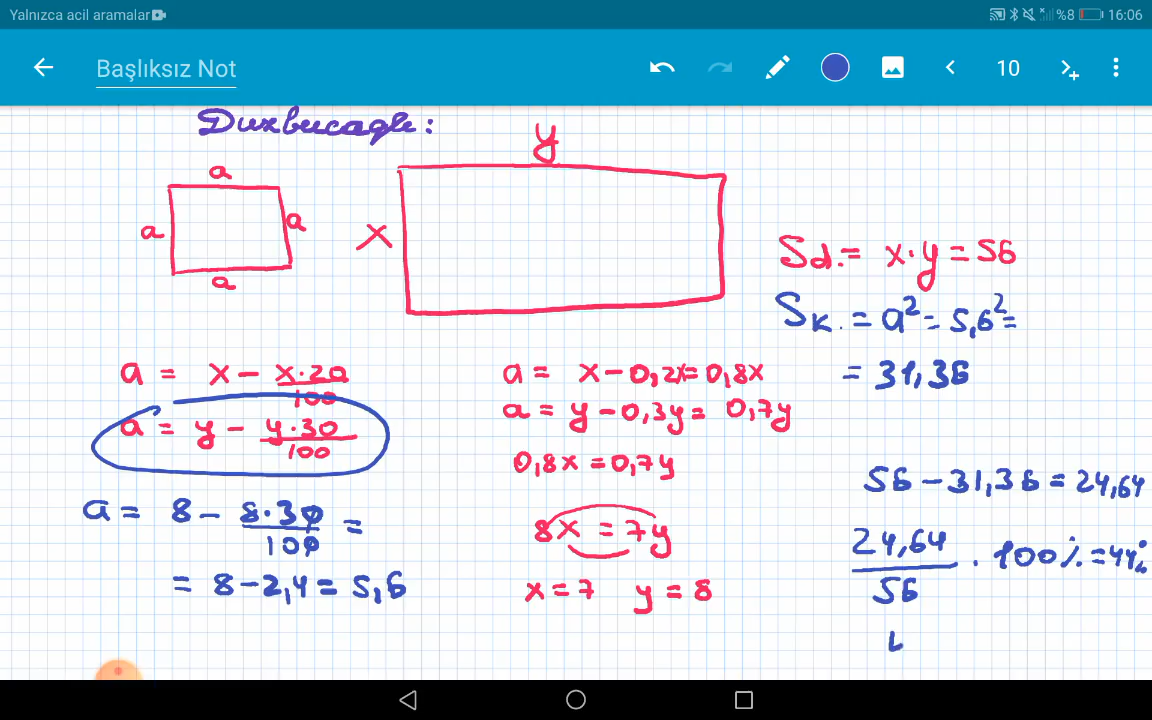 Yalnızca acil aramalar %8 16:06
Başlıksız Not 10
Düzbucaqlı:
a
y
a a
x
a
Sd. = x·y = 56
Sk. = a² = 5,6² =
= 31,36
a = x - x·20/100
a = x - 0,2x = 0,8x
a = y - y·30/100
a = y - 0,3y = 0,7y
0,8x = 0,7y
56 - 31,36 = 24,64
a = 8 - 8·30/100 =
8x = 7y
24,64/56 · 100% = 44%
= 8 - 2,4 = 5,6
x = 7 y = 8